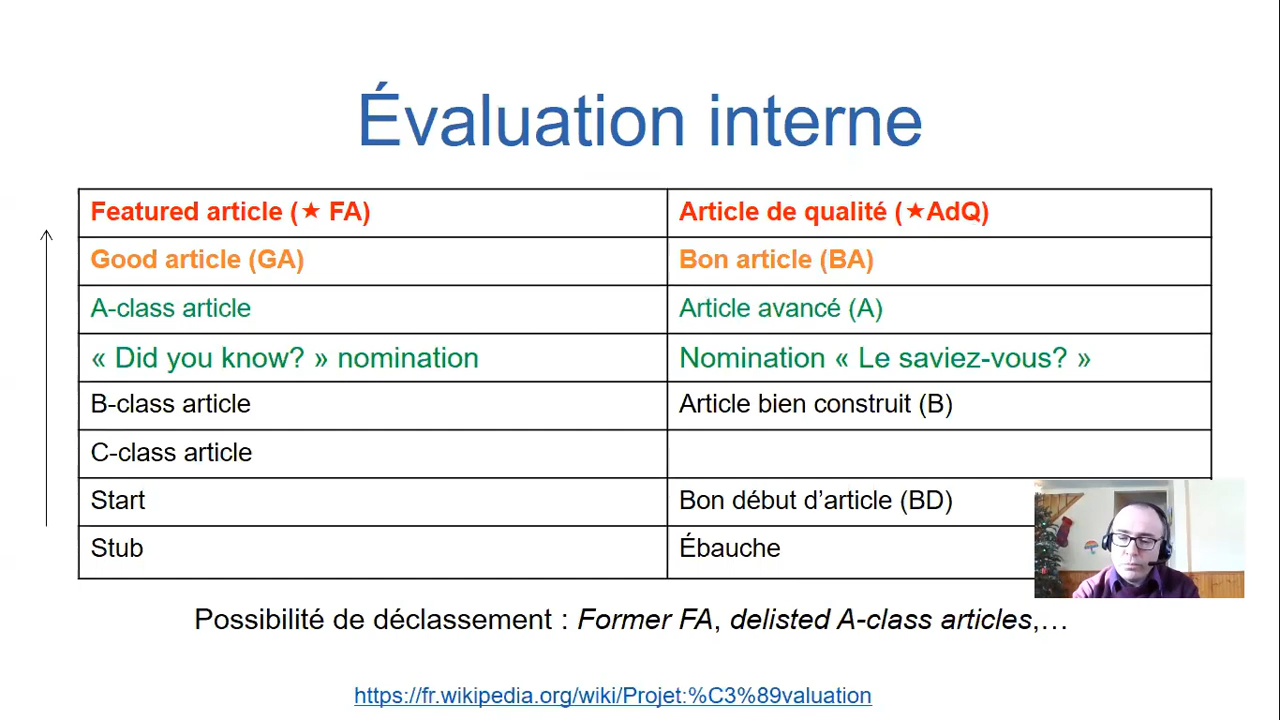 Évaluation interne
Featured article (★ FA)
Article de qualité (★AdQ)
Good article (GA)
Bon article (BA)
A-class article
Article avancé (A)
« Did you know? » nomination
Nomination « Le saviez-vous? »
B-class article
Article bien construit (B)
C-class article
Start
Bon début d’article (BD)
Stub
Ébauche
Possibilité de déclassement : Former FA, delisted A-class articles,…
https://fr.wikipedia.org/wiki/Projet:%C3%89valuation